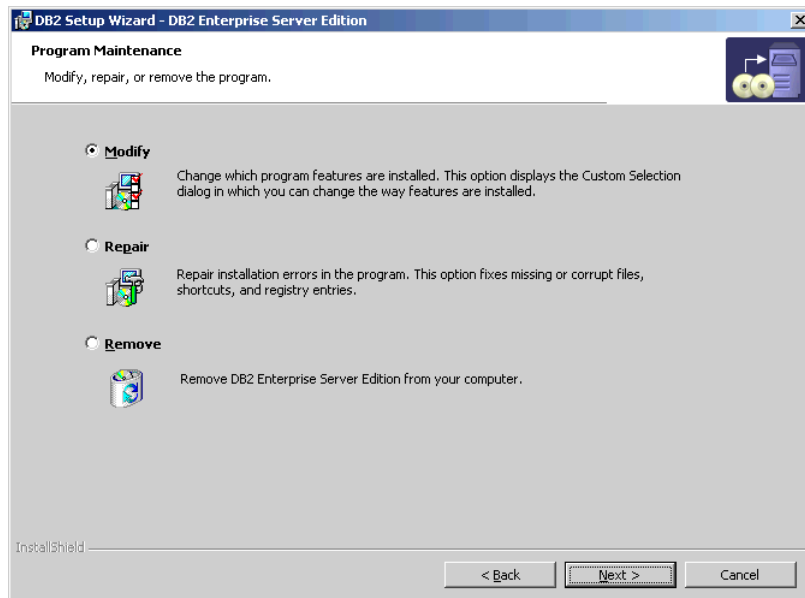 DB2 Setup Wizard - DB2 Enterprise Server Edition
Program Maintenance
Modify, repair, or remove the program.
Modify
Change which program features are installed. This option displays the Custom Selection
dialog in which you can change the way features are installed.
Repair
Repair installation errors in the program. This option fixes missing or corrupt files,
shortcuts, and registry entries.
Remove
Remove DB2 Enterprise Server Edition from your computer.
InstallShield
< Back
Next >
Cancel